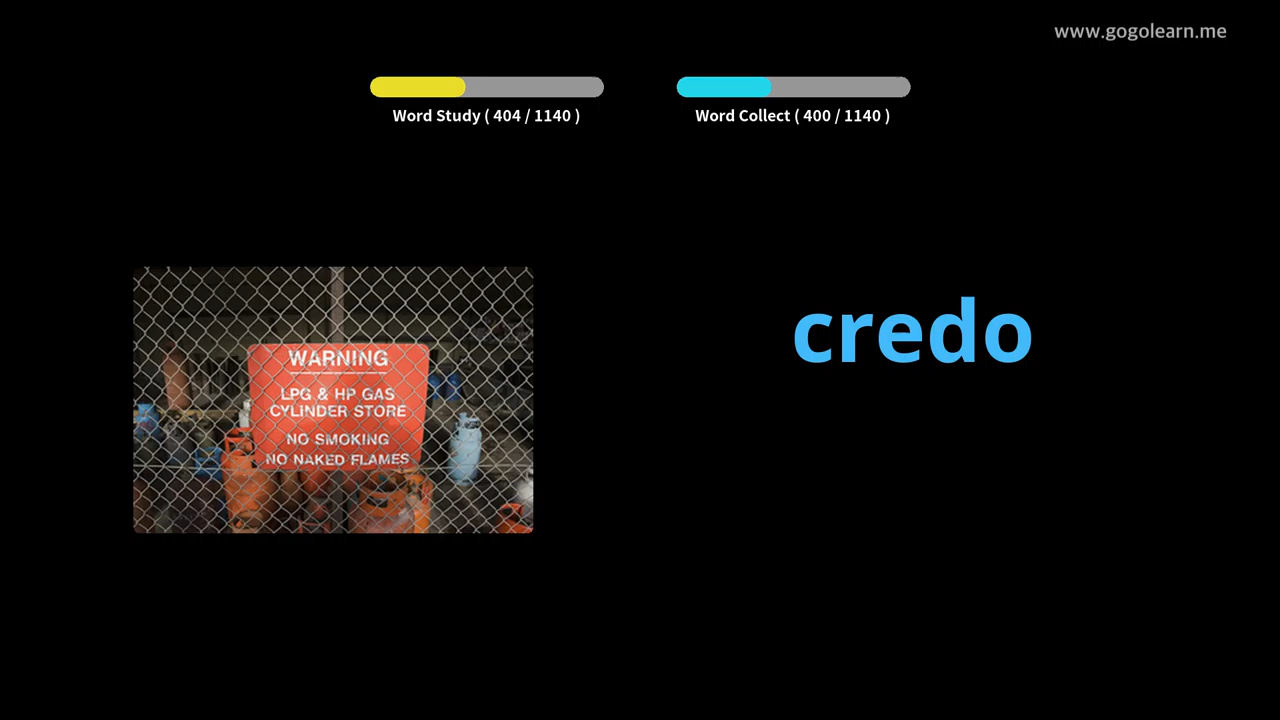 www.gogolearn.me
Word Study ( 404 / 1140 )
Word Collect ( 400 / 1140 )
WARNING
LPG & HP GAS
CYLINDER STORE
NO SMOKING
NO NAKED FLAMES
credo